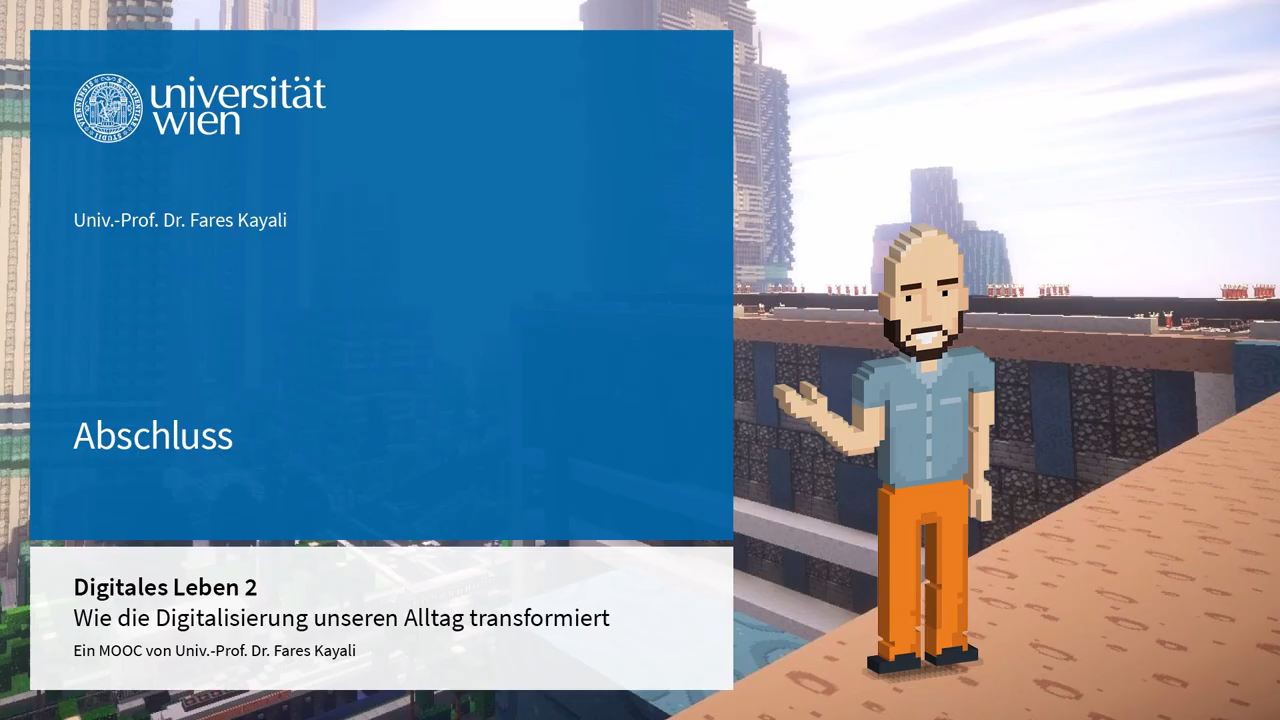 universität
wien
Univ.-Prof. Dr. Fares Kayali
Abschluss
Digitales Leben 2
Wie die Digitalisierung unseren Alltag transformiert
Ein MOOC von Univ.-Prof. Dr. Fares Kayali